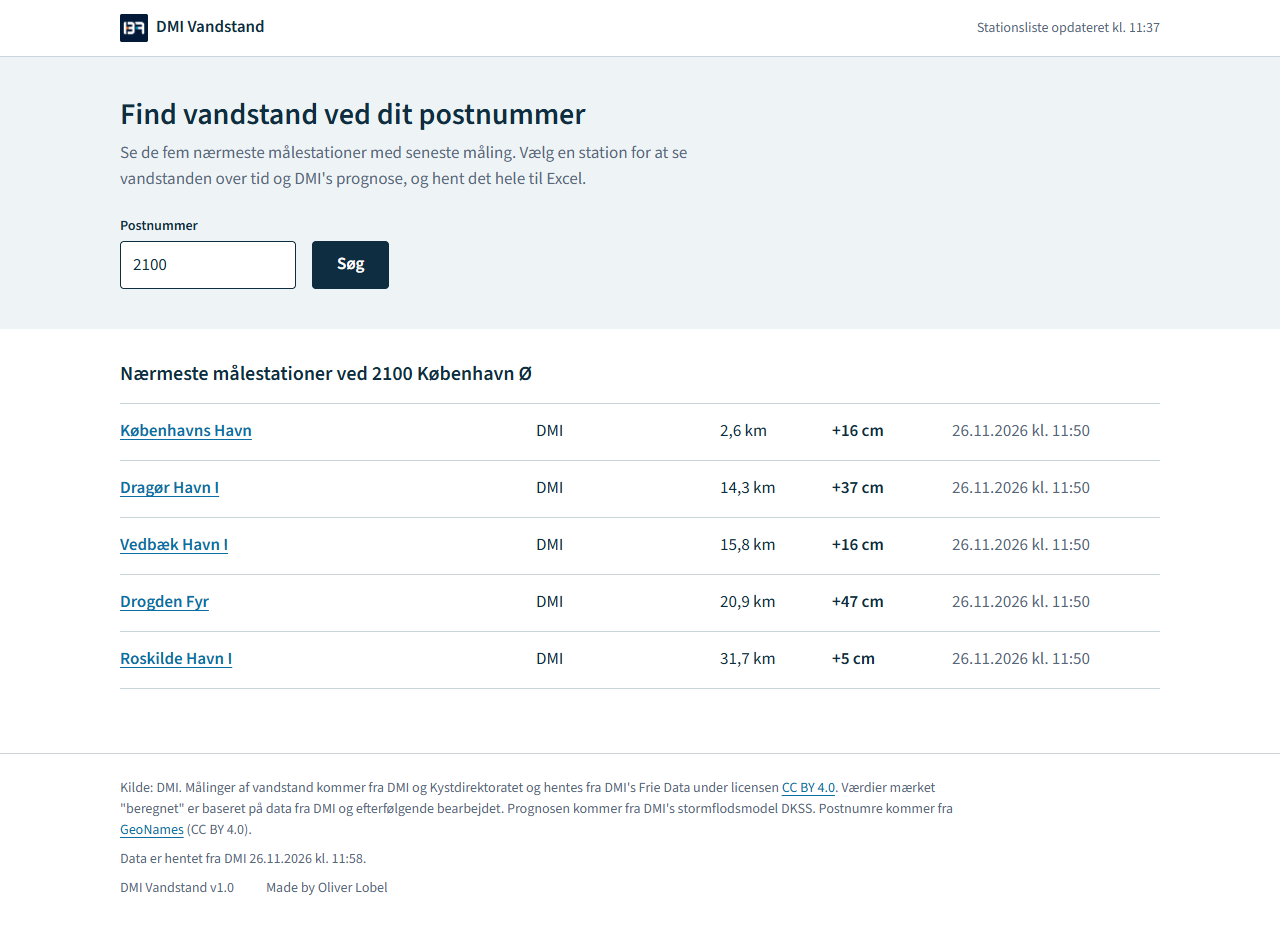 DMI Vandstand
Stationsliste opdateret kl. 11:37
Find vandstand ved dit postnummer
Se de fem nærmeste målestationer med seneste måling. Vælg en station for at se
vandstanden over tid og DMI's prognose, og hent det hele til Excel.
Postnummer
2100
Søg
Nærmeste målestationer ved 2100 København Ø
Københavns Havn DMI 2,6 km +16 cm 26.11.2026 kl. 11:50
Dragør Havn I DMI 14,3 km +37 cm 26.11.2026 kl. 11:50
Vedbæk Havn I DMI 15,8 km +16 cm 26.11.2026 kl. 11:50
Drogden Fyr DMI 20,9 km +47 cm 26.11.2026 kl. 11:50
Roskilde Havn I DMI 31,7 km +5 cm 26.11.2026 kl. 11:50
Kilde: DMI. Målinger af vandstand kommer fra DMI og Kystdirektoratet og hentes fra DMI's Frie Data under licensen CC BY 4.0. Værdier mærket
"beregnet" er baseret på data fra DMI og efterfølgende bearbejdet. Prognosen kommer fra DMI's stormflodsmodel DKSS. Postnumre kommer fra
GeoNames (CC BY 4.0).
Data er hentet fra DMI 26.11.2026 kl. 11:58.
DMI Vandstand v1.0 Made by Oliver Lobel